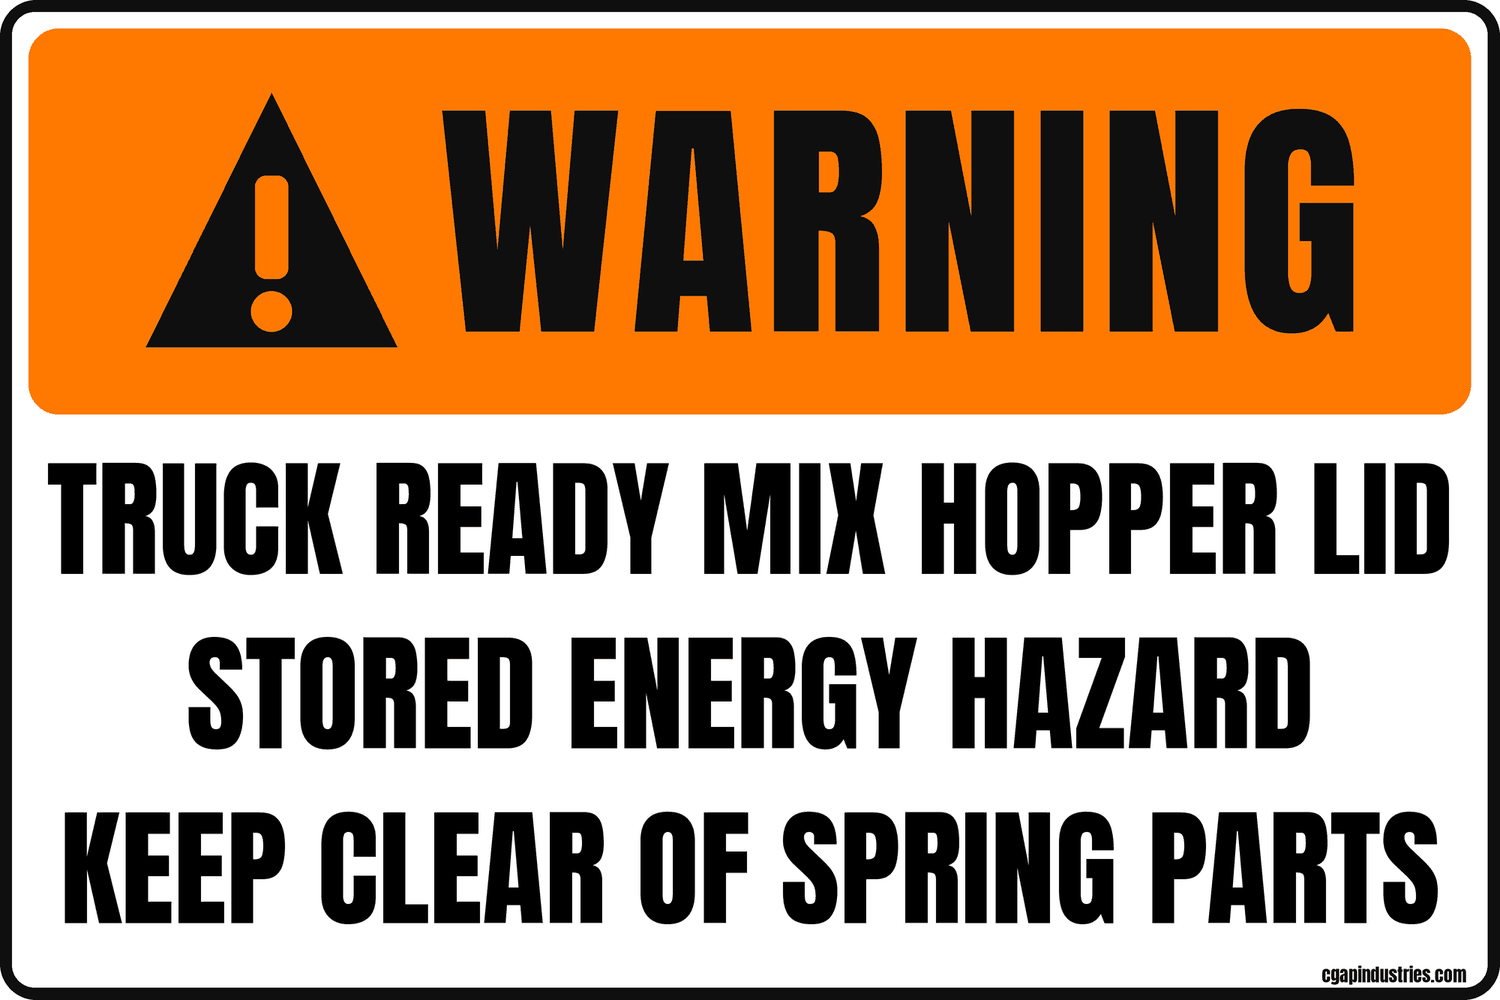 WARNING
TRUCK READY MIX HOPPER LID
STORED ENERGY HAZARD
KEEP CLEAR OF SPRING PARTS
cgapindustries.com